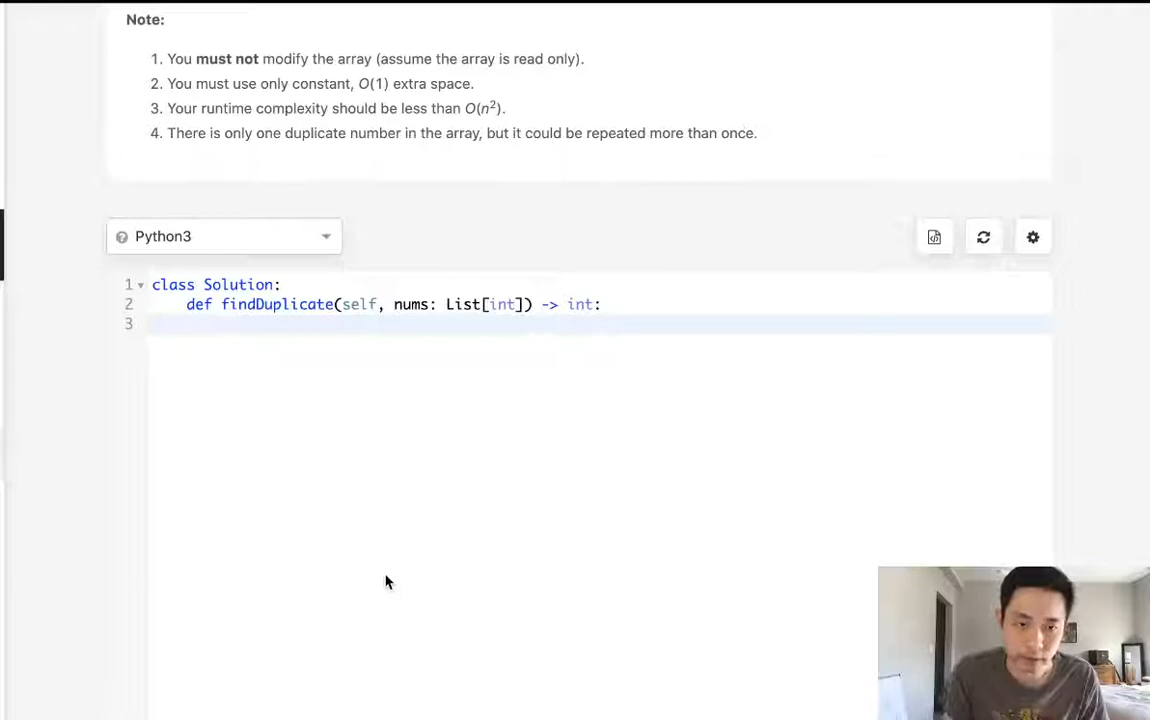 Note:
1. You must not modify the array (assume the array is read only).
2. You must use only constant, O(1) extra space.
3. Your runtime complexity should be less than O(n²).
4. There is only one duplicate number in the array, but it could be repeated more than once.
Python3
1 class Solution:
2 def findDuplicate(self, nums: List[int]) -> int:
3